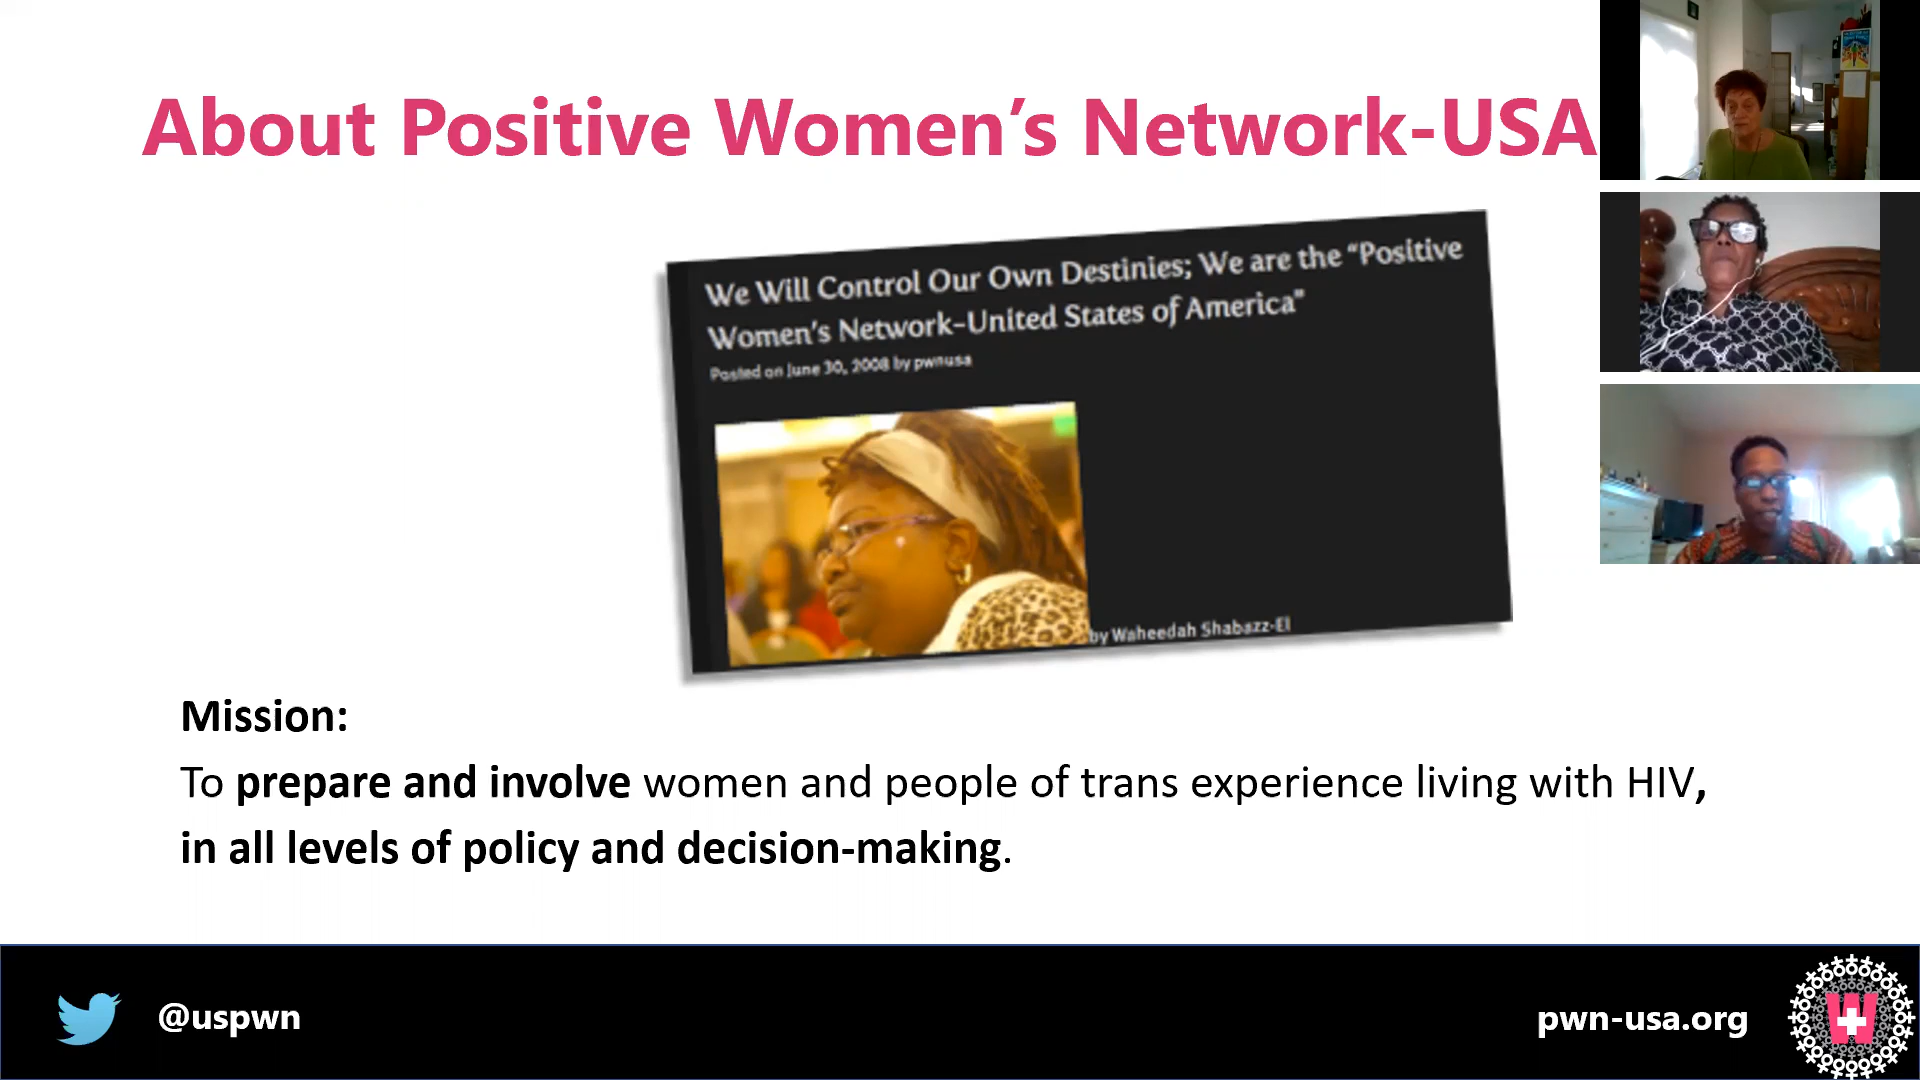 About Positive Women’s Network-USA
We Will Control Our Own Destinies; We are the “Positive
Women's Network–United States of America"
Posted on June 30, 2008 by pwnusa
by Waheedah Shabazz-El
Mission:
To prepare and involve women and people of trans experience living with HIV,
in all levels of policy and decision-making.
@uspwn
pwn-usa.org
W